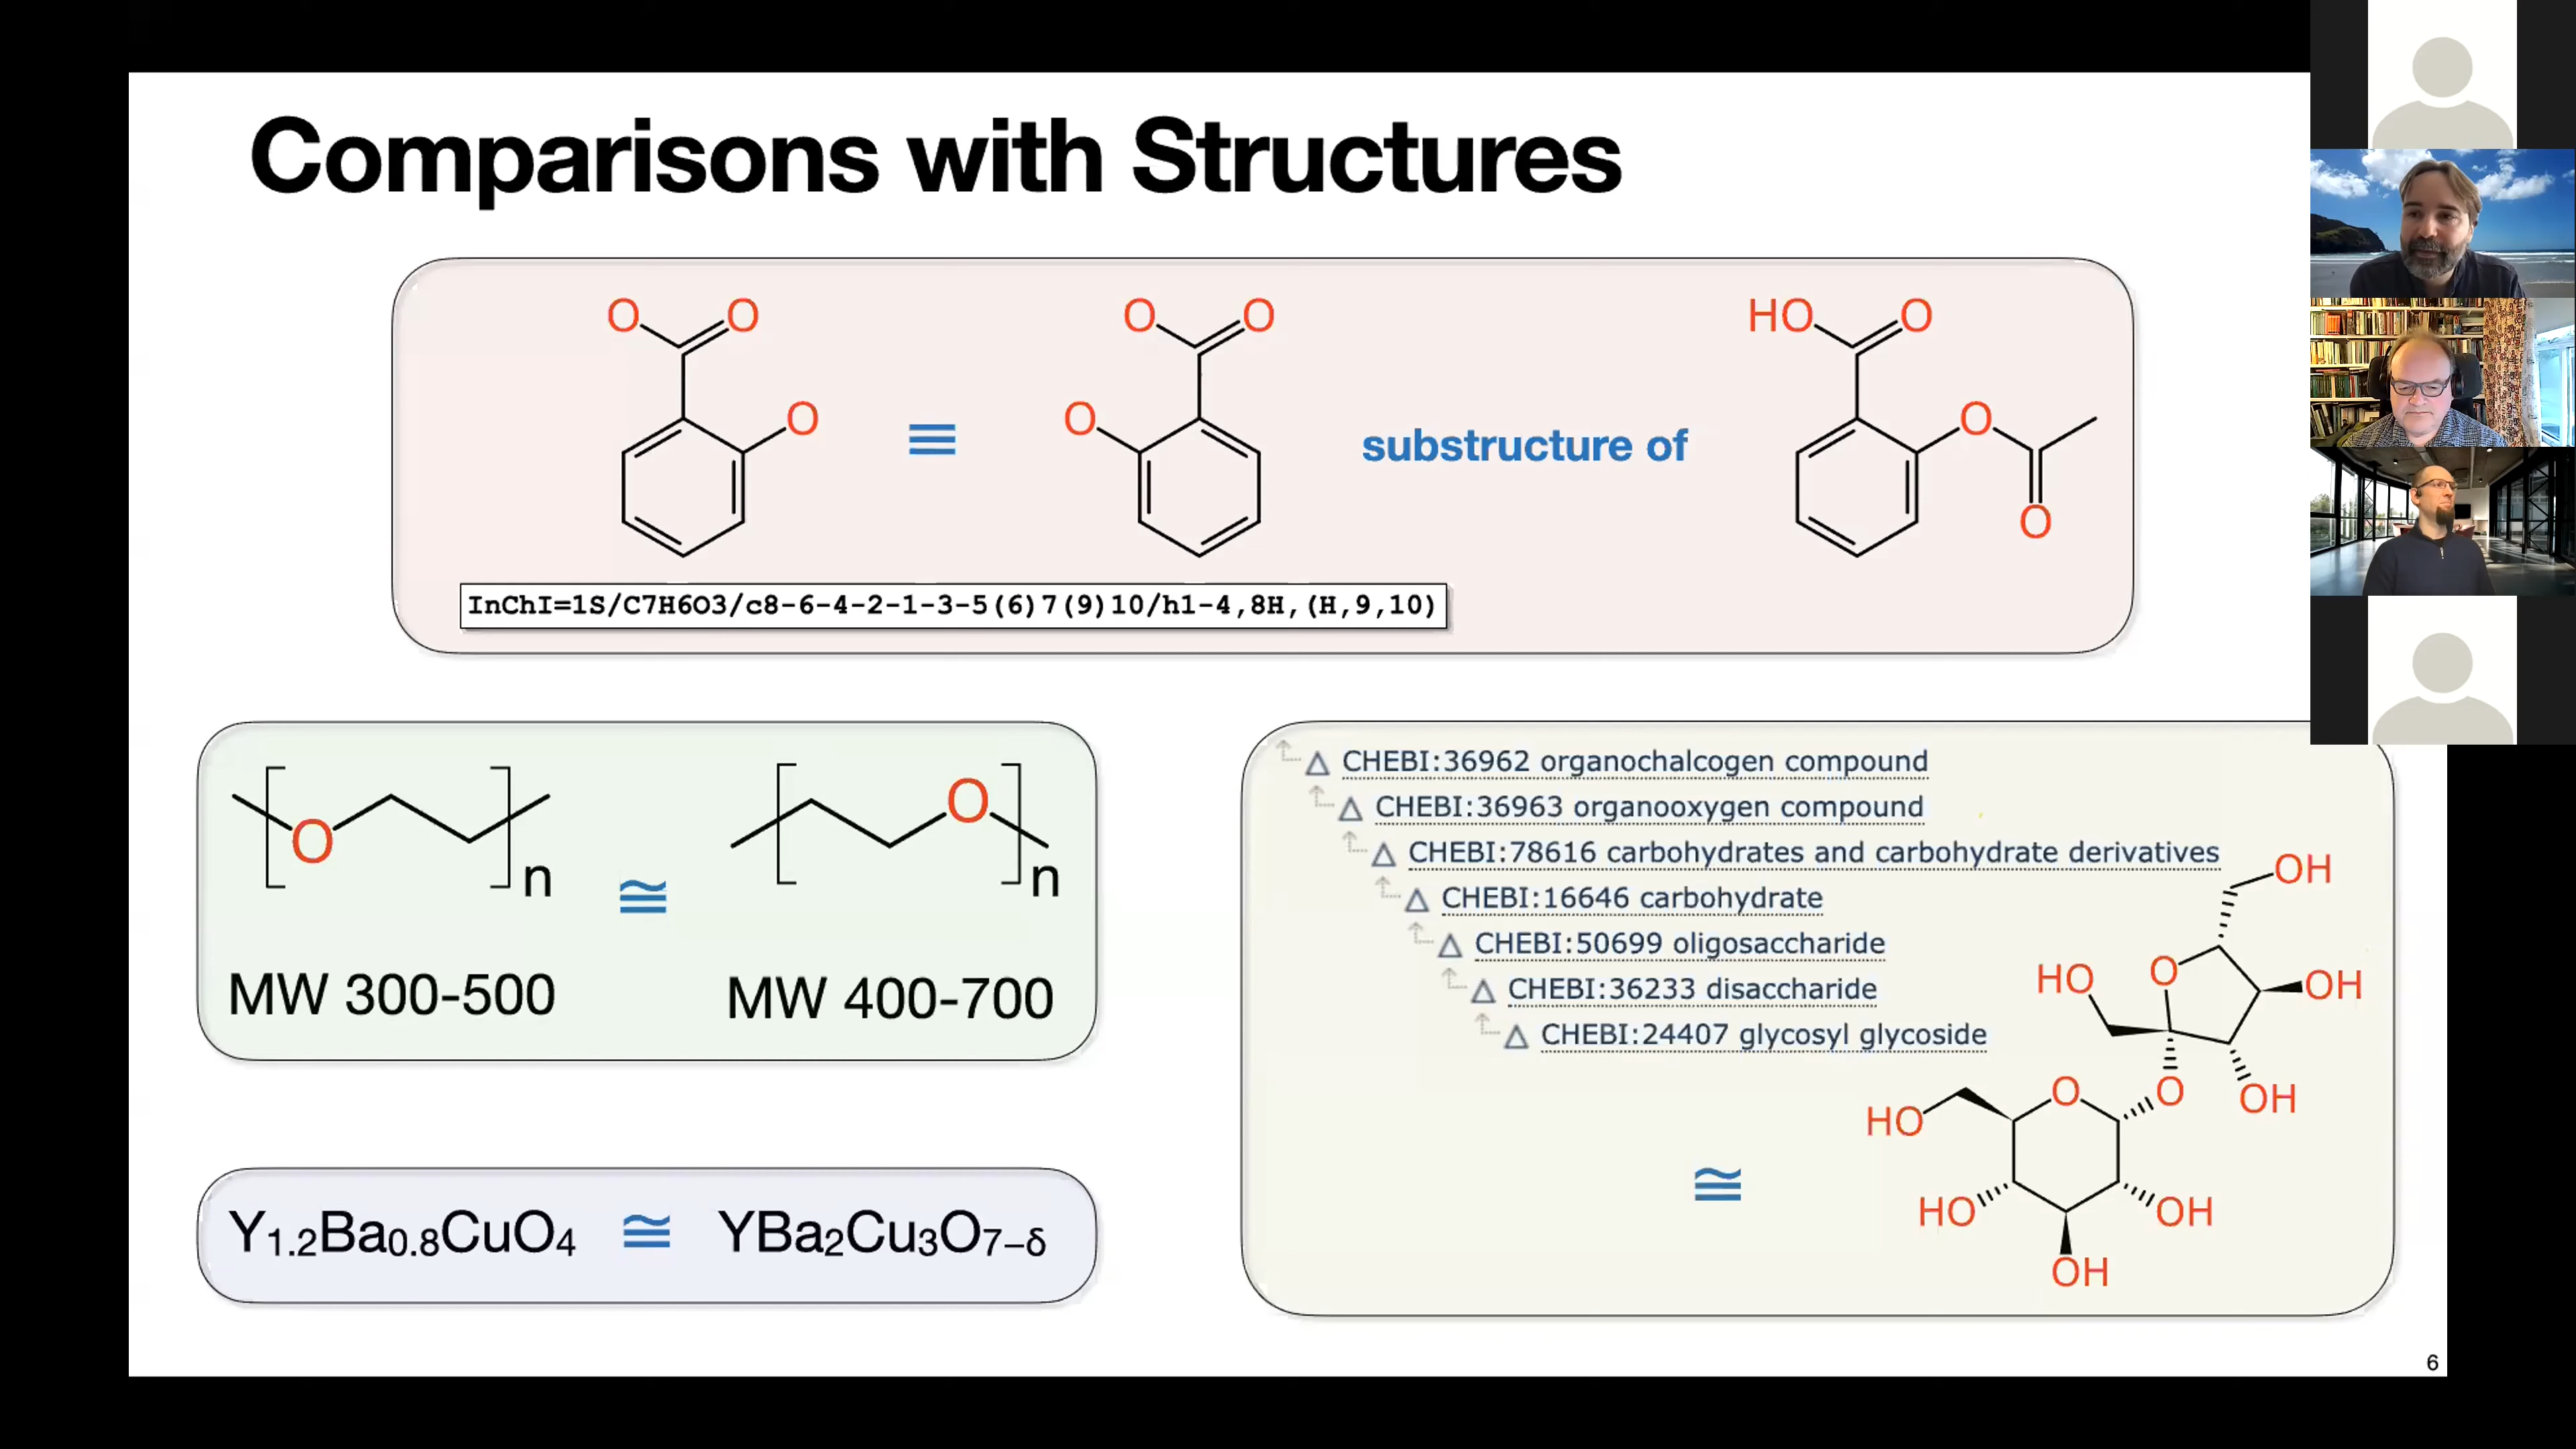 Comparisons with Structures
O O O
≡
O O O
substructure of
HO O O O
InChI=1S/C7H6O3/c8-6-4-2-1-3-5(6)7(9)10/h1-4,8H,(H,9,10)
O n
≅
O n
MW 300-500
MW 400-700
Y1.2Ba0.8CuO4 ≅ YBa2Cu3O7–δ
CHEBI:36962 organochalcogen compound
CHEBI:36963 organooxygen compound
CHEBI:78616 carbohydrates and carbohydrate derivatives
CHEBI:16646 carbohydrate
CHEBI:50699 oligosaccharide
CHEBI:36233 disaccharide
CHEBI:24407 glycosyl glycoside
OH
HO O OH
HO O O OH
≅
HO OH
OH
6